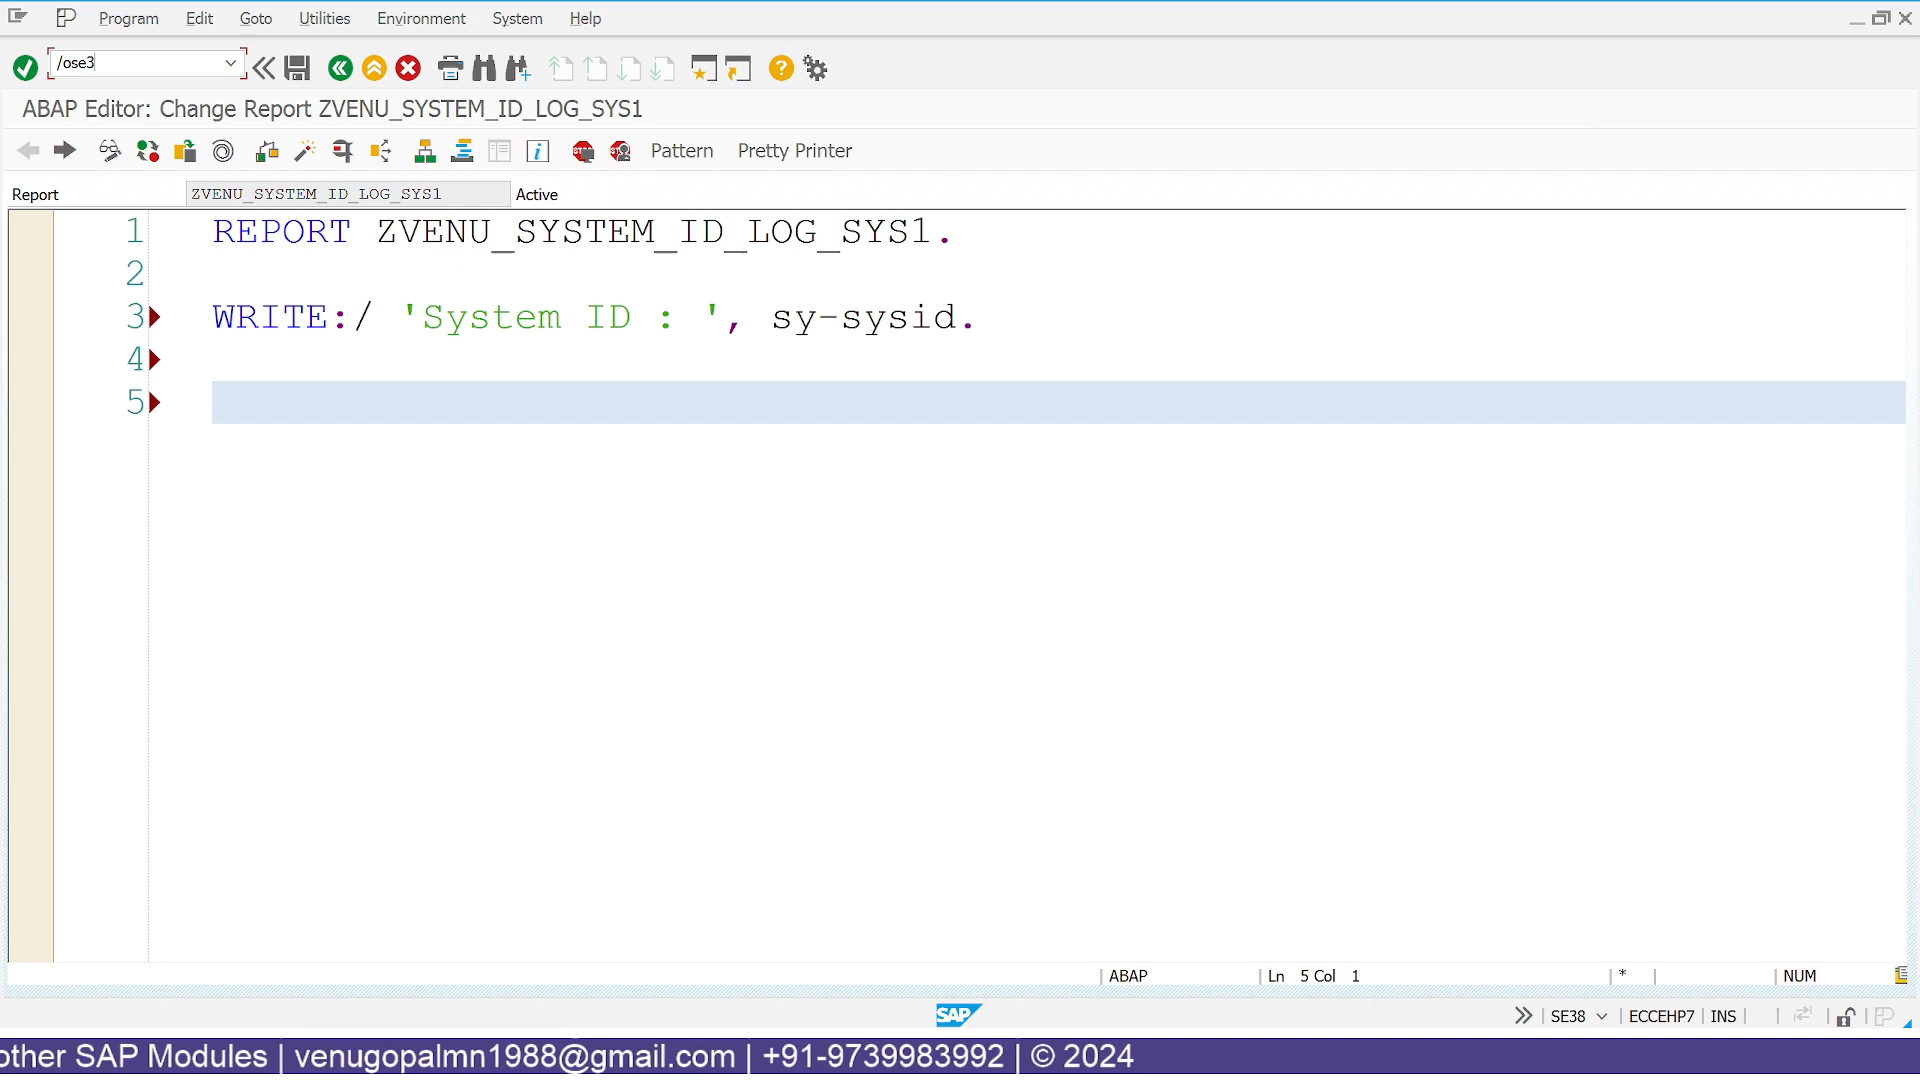 Program Edit Goto Utilities Environment System Help
/ose3
ABAP Editor: Change Report ZVENU_SYSTEM_ID_LOG_SYS1
Pattern Pretty Printer
Report ZVENU_SYSTEM_ID_LOG_SYS1 Active
1 REPORT ZVENU_SYSTEM_ID_LOG_SYS1.
2
3 WRITE:/ 'System ID : ', sy-sysid.
4
5
ABAP Ln 5 Col 1 * NUM
SAP SE38 ECCEHP7 INS
other SAP Modules | venugopalmn1988@gmail.com | +91-9739983992 | © 2024